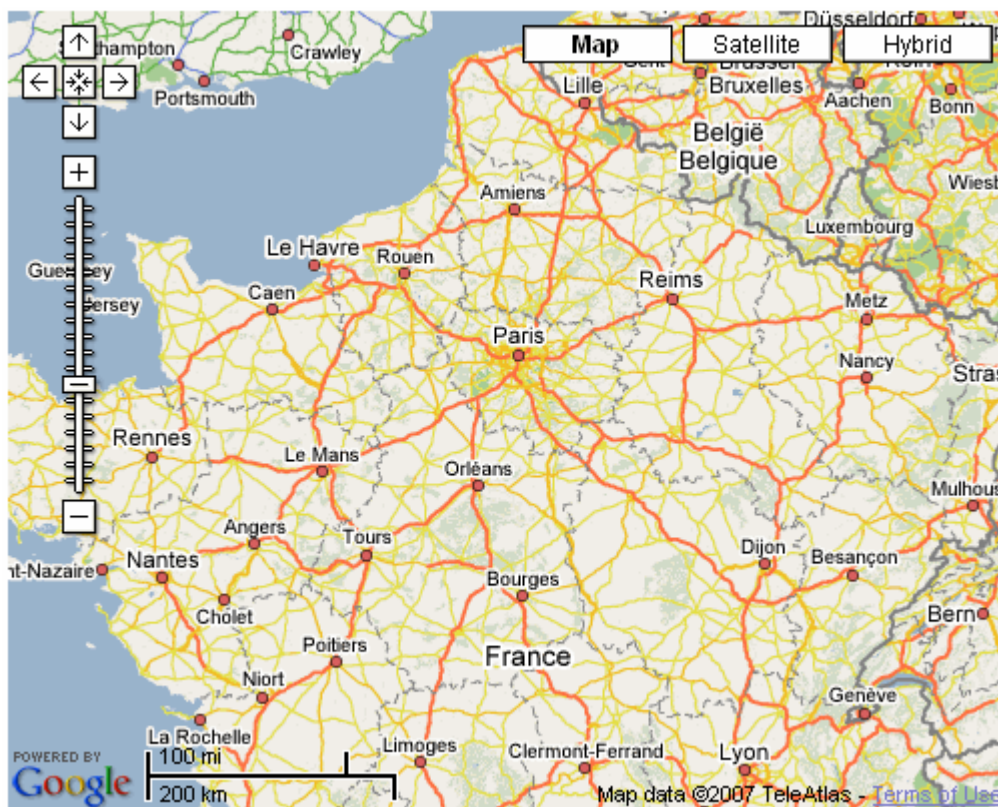 Düsseldorf
Crawley
Map
Satellite
Hybrid
Portsmouth
Lille
Bruxelles
Aachen
Bonn
België
Belgique
Amiens
Luxembourg
Le Havre
Rouen
Reims
Caen
Metz
Paris
Nancy
Rennes
Le Mans
Orléans
Angers
Tours
Dijon
Besançon
nt-Nazaire
Nantes
Bourges
Cholet
Bern
Poitiers
France
Niort
Genève
La Rochelle
Limoges
Clermont-Ferrand
Lyon
POWERED BY
Google
100 mi
200 km
Map data ©2007 TeleAtlas - Terms of Use